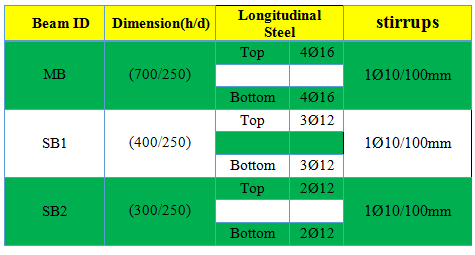 Beam ID Dimension(h/d) Longitudinal Steel stirrups
MB (700/250) Top 4Ø16 1Ø10/100mm
Bottom 4Ø16
SB1 (400/250) Top 3Ø12 1Ø10/100mm
Bottom 3Ø12
SB2 (300/250) Top 2Ø12 1Ø10/100mm
Bottom 2Ø12